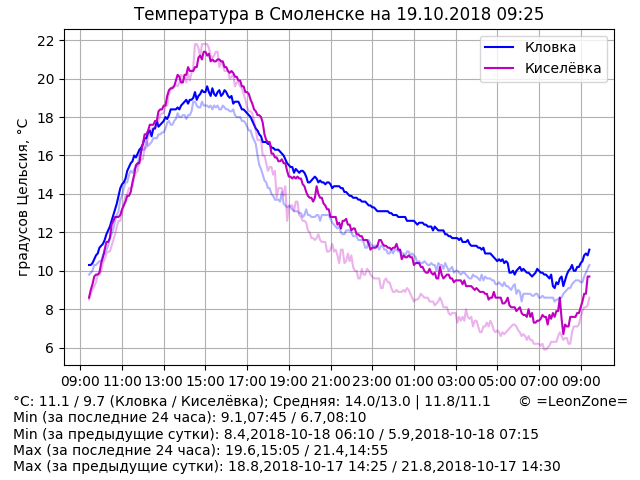 Температура в Смоленске на 19.10.2018 09:25
Кловка
Киселёвка
градусов Цельсия, °C
22
20
18
16
14
12
10
8
6
09:00 11:00 13:00 15:00 17:00 19:00 21:00 23:00 01:00 03:00 05:00 07:00 09:00
°C: 11.1 / 9.7 (Кловка / Киселёвка); Средняя: 14.0/13.0 | 11.8/11.1 © =LeonZone=
Min (за последние 24 часа): 9.1,07:45 / 6.7,08:10
Min (за предыдущие сутки): 8.4,2018-10-18 06:10 / 5.9,2018-10-18 07:15
Max (за последние 24 часа): 19.6,15:05 / 21.4,14:55
Max (за предыдущие сутки): 18.8,2018-10-17 14:25 / 21.8,2018-10-17 14:30